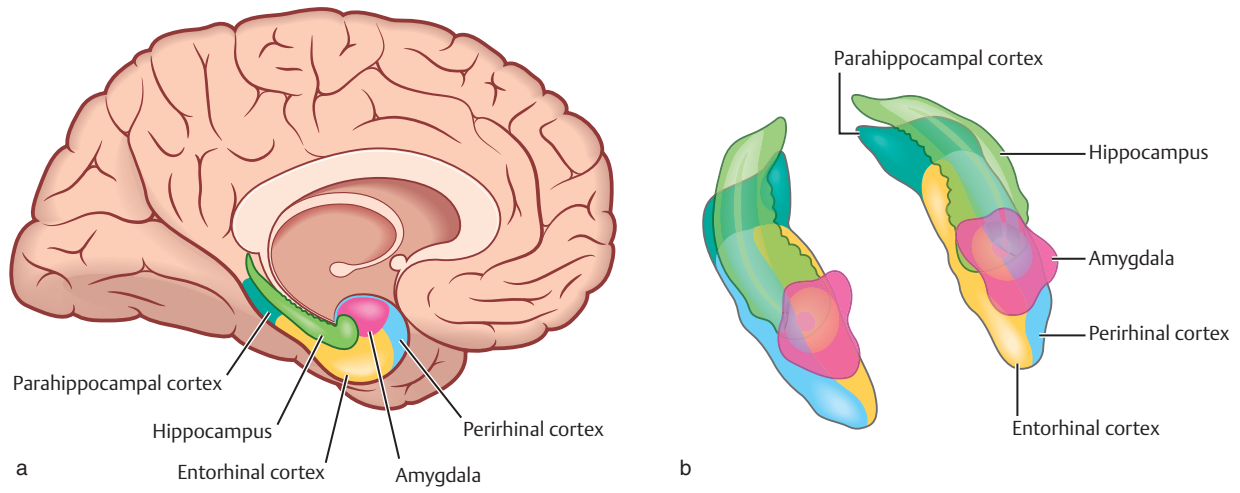 Parahippocampal cortex
Hippocampus
Entorhinal cortex
Amygdala
Perirhinal cortex
a
Parahippocampal cortex
Hippocampus
Amygdala
Perirhinal cortex
Entorhinal cortex
b